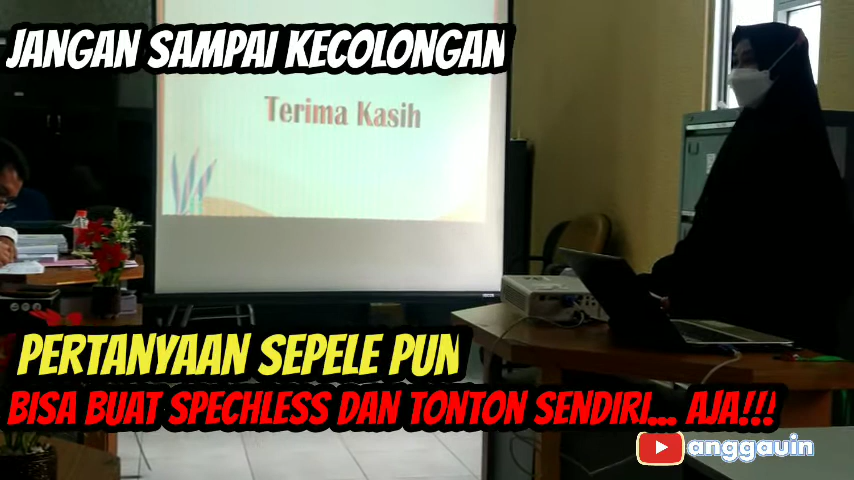 JANGAN SAMPAI KECOLONGAN
Terima Kasih
PERTANYAAN SEPELE PUN
BISA BUAT SPECHLESS DAN TONTON SENDIRI... AJA!!!
anggauin